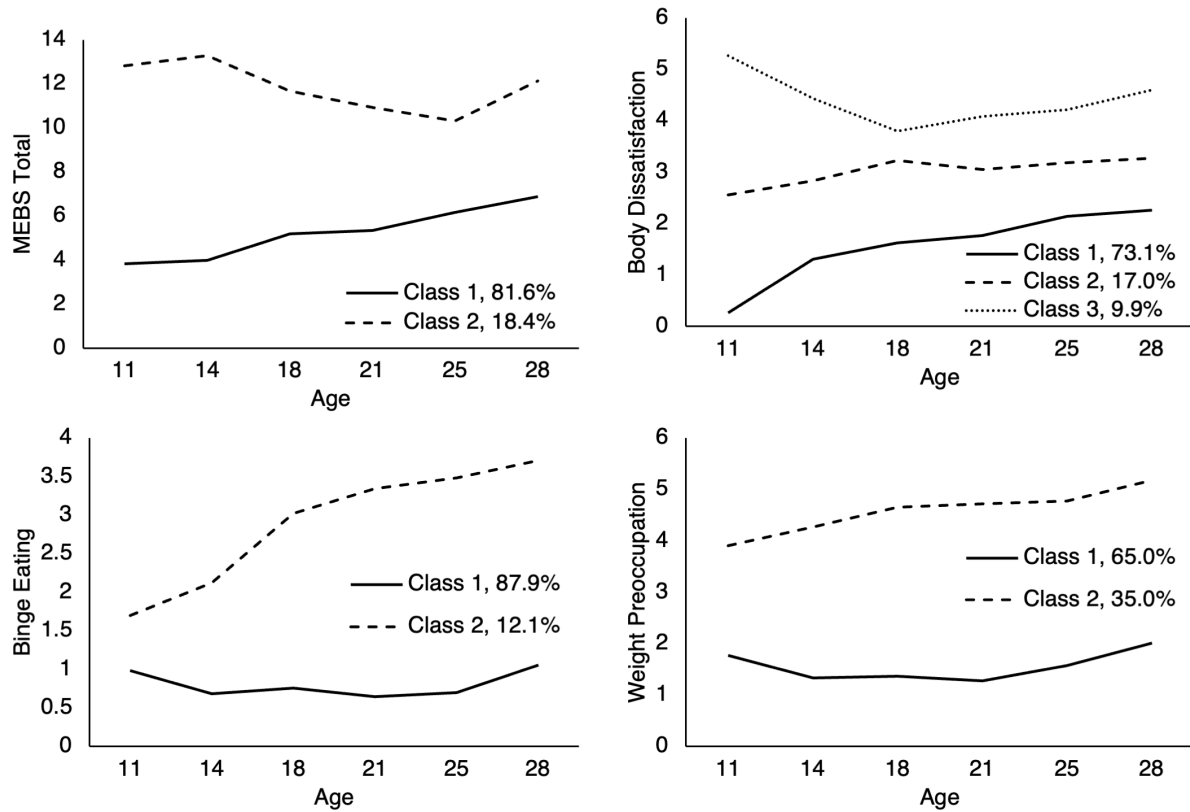 MEBS Total
14
12
10
8
6
4
2
0
Class 1, 81.6%
Class 2, 18.4%
11 14 18 21 25 28
Age
Body Dissatisfaction
6
5
4
3
2
1
0
Class 1, 73.1%
Class 2, 17.0%
Class 3, 9.9%
11 14 18 21 25 28
Age
Binge Eating
4
3.5
3
2.5
2
1.5
1
0.5
0
Class 1, 87.9%
Class 2, 12.1%
11 14 18 21 25 28
Age
Weight Preoccupation
6
5
4
3
2
1
0
Class 1, 65.0%
Class 2, 35.0%
11 14 18 21 25 28
Age